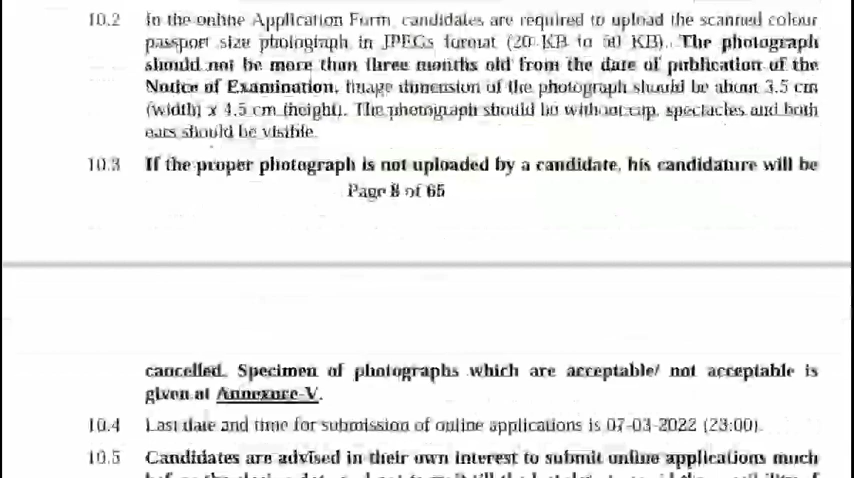 10.2 In the online Application Form, candidates are required to upload the scanned colour
passport size photograph in JPEGs format (20 KB to 50 KB). The photograph
should not be more than three months old from the date of publication of the
Notice of Examination. Image dimension of the photograph should be about 3.5 cm
(width) x 4.5 cm (height). The photograph should be without cap, spectacles and both
ears should be visible.
10.3 If the proper photograph is not uploaded by a candidate, his candidature will be
Page 8 of 65
cancelled. Specimen of photographs which are acceptable/ not acceptable is
given at Annexure-V.
10.4 Last date and time for submission of online applications is 07-03-2022 (23:00).
10.5 Candidates are advised in their own interest to submit online applications much